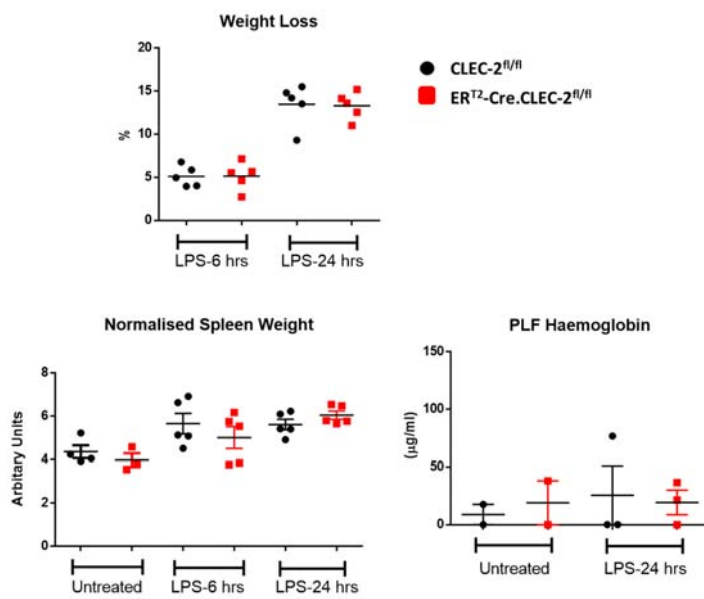 Weight Loss
CLEC-2fl/fl
ERT2-Cre.CLEC-2fl/fl
15
10
5
0
%
LPS-6 hrs
LPS-24 hrs
Normalised Spleen Weight
8
6
4
2
0
Arbitary Units
Untreated
LPS-6 hrs
LPS-24 hrs
PLF Haemoglobin
150
100
50
0
(µg/ml)
Untreated
LPS-24 hrs